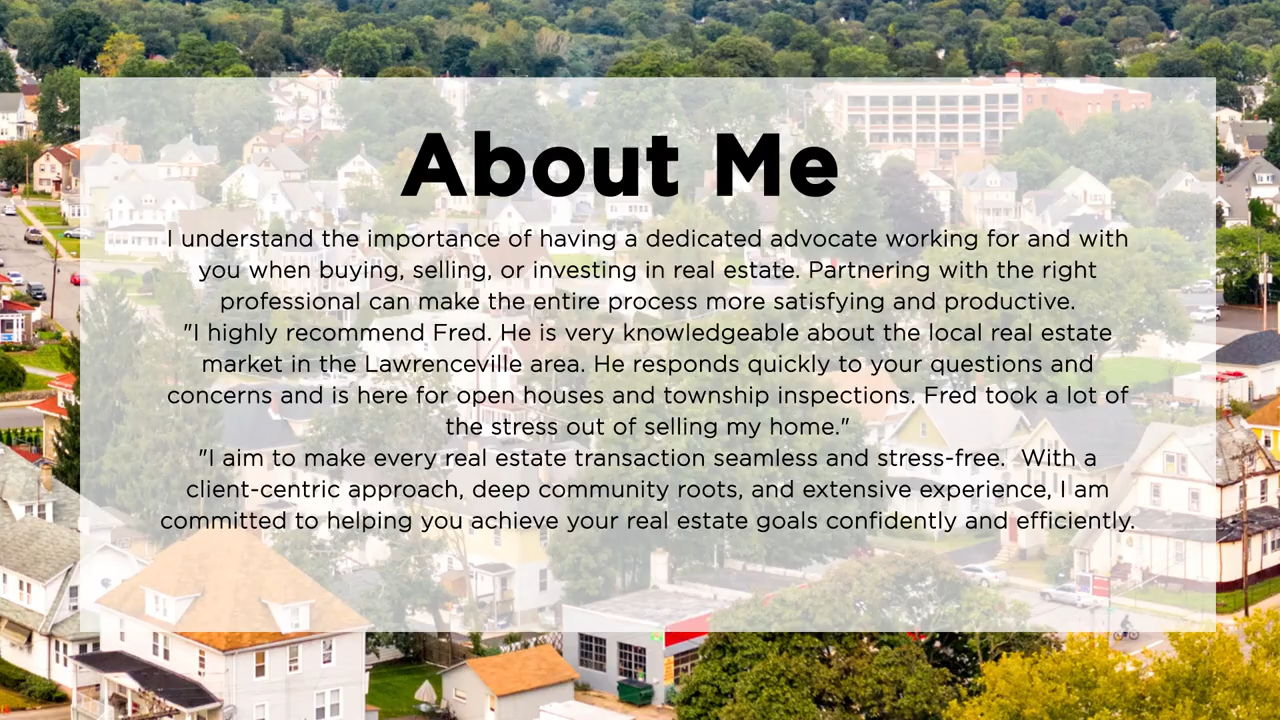 About Me
I understand the importance of having a dedicated advocate working for and with
you when buying, selling, or investing in real estate. Partnering with the right
professional can make the entire process more satisfying and productive.
"I highly recommend Fred. He is very knowledgeable about the local real estate
market in the Lawrenceville area. He responds quickly to your questions and
concerns and is here for open houses and township inspections. Fred took a lot of
the stress out of selling my home."
"I aim to make every real estate transaction seamless and stress-free.  With a
client-centric approach, deep community roots, and extensive experience, I am
committed to helping you achieve your real estate goals confidently and efficiently.